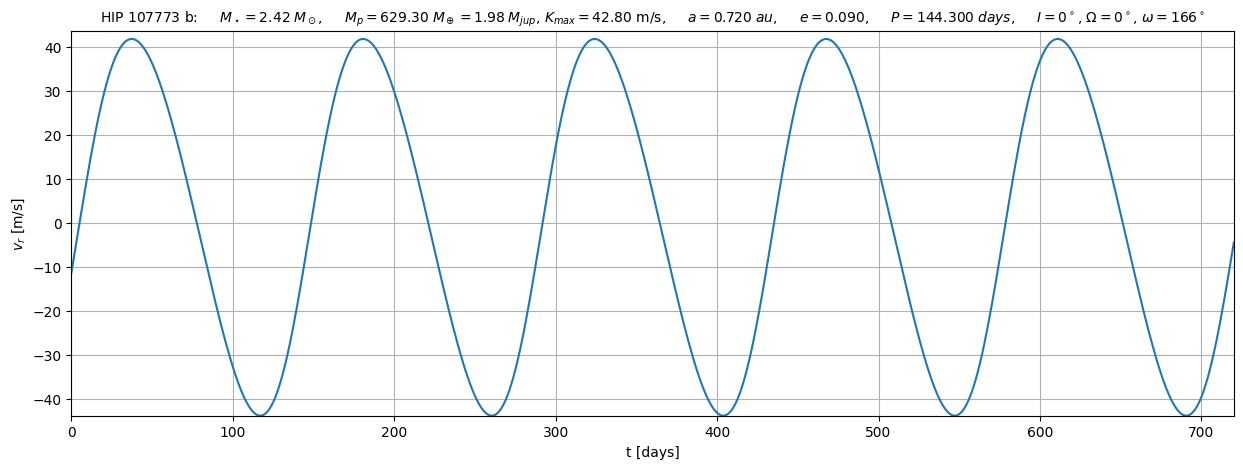 HIP 107773 b: M⋆ = 2.42 M⊙, Mp = 629.30 M⊕ = 1.98 Mjup, Kmax = 42.80 m/s, a = 0.720 au, e = 0.090, P = 144.300 days, I = 0°, Ω = 0°, ω = 166°
40
30
20
10
0
−10
−20
−30
−40
vr [m/s]
0 100 200 300 400 500 600 700
t [days]